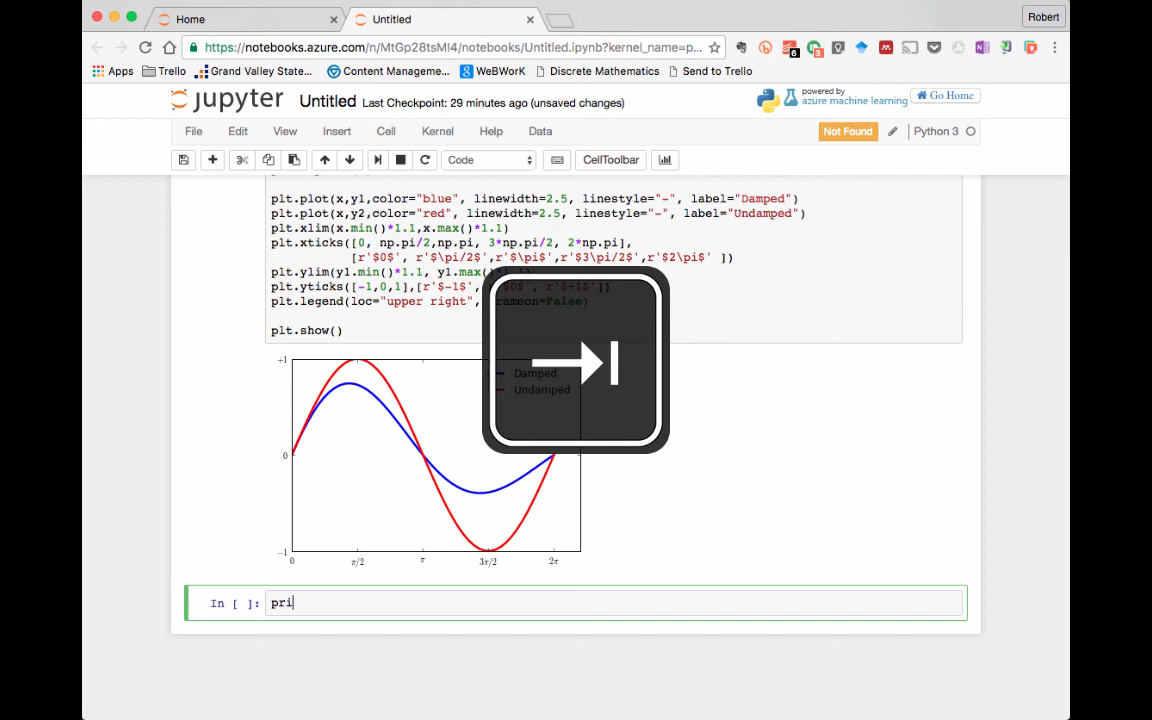 Home
Untitled
Robert
https://notebooks.azure.com/n/MtGp28tsMl4/notebooks/Untitled.ipynb?kernel_name=p...
6
Apps Trello Grand Valley State... Content Manageme... WeBWorK Discrete Mathematics Send to Trello
jupyter Untitled Last Checkpoint: 29 minutes ago (unsaved changes)
powered by
azure machine learning
Go Home
File Edit View Insert Cell Kernel Help Data
Not Found
Python 3
Code
CellToolbar
plt.plot(x,y1,color="blue", linewidth=2.5, linestyle="-", label="Damped")
plt.plot(x,y2,color="red", linewidth=2.5, linestyle="-", label="Undamped")
plt.xlim(x.min()*1.1,x.max()*1.1)
plt.xticks([0, np.pi/2,np.pi, 3*np.pi/2, 2*np.pi],
[r'$0$', r'$\pi/2$',r'$\pi$',r'$3\pi/2$',r'$2\pi$' ])
plt.ylim(y1.min()*1.1, y1.max()*
plt.yticks([-1,0,1],[r'$-1$', r'$0$', r'$+1$'])
plt.legend(loc="upper right", frameon=False)
plt.show()
+1
Damped
Undamped
0
−1
0 π/2 π 3π/2 2π
In [ ]: pri